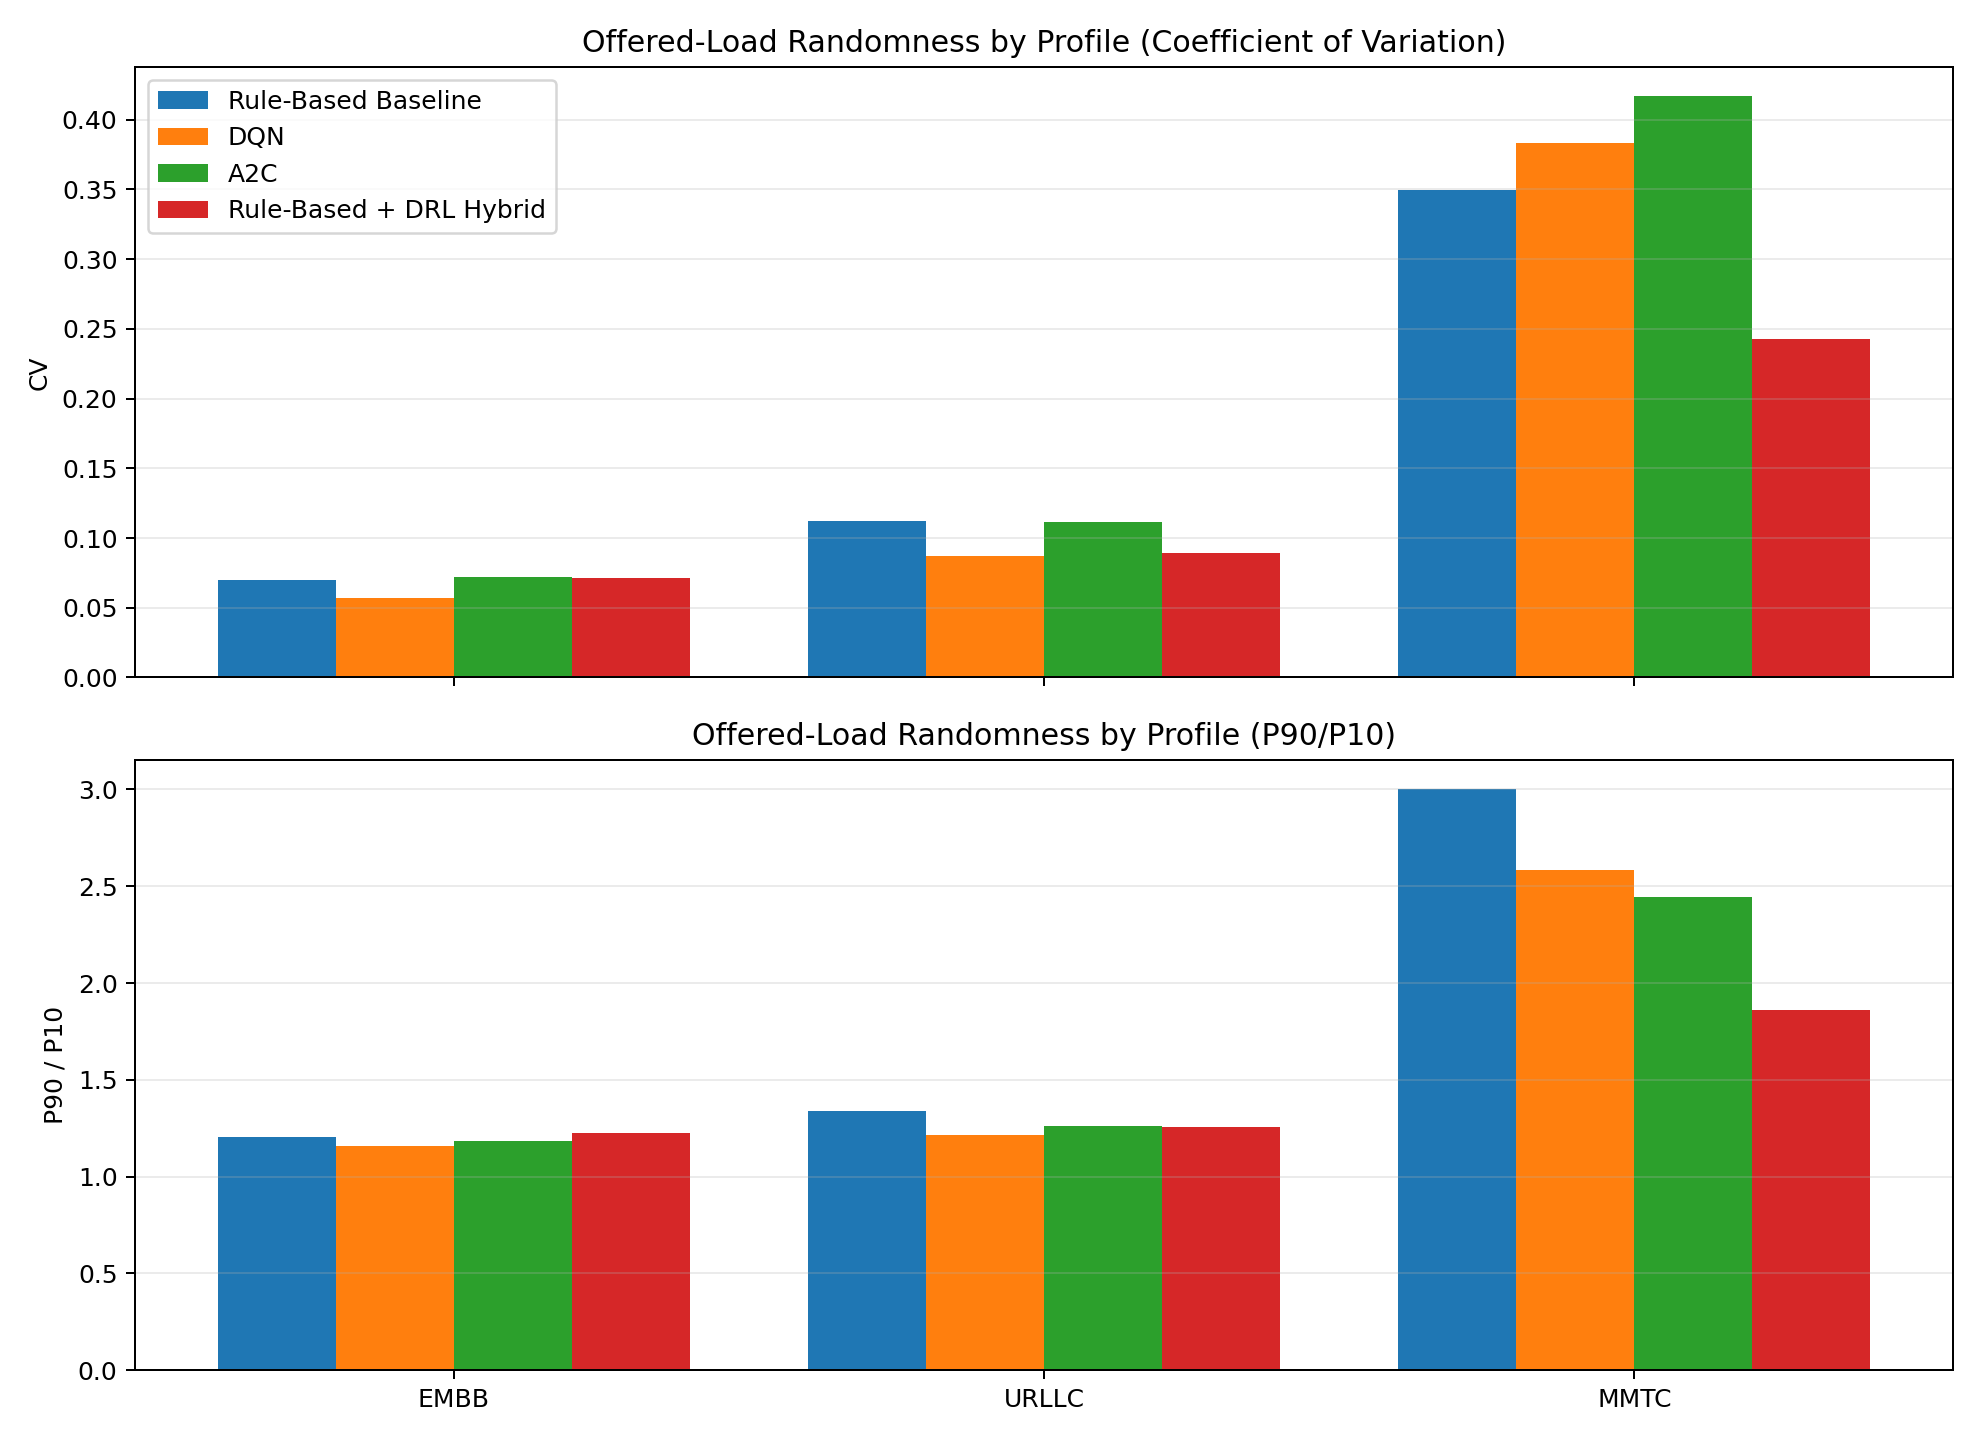 Offered-Load Randomness by Profile (Coefficient of Variation)
Rule-Based Baseline
DQN
A2C
Rule-Based + DRL Hybrid
CV
0.40
0.35
0.30
0.25
0.20
0.15
0.10
0.05
0.00
Offered-Load Randomness by Profile (P90/P10)
P90 / P10
3.0
2.5
2.0
1.5
1.0
0.5
0.0
EMBB
URLLC
MMTC